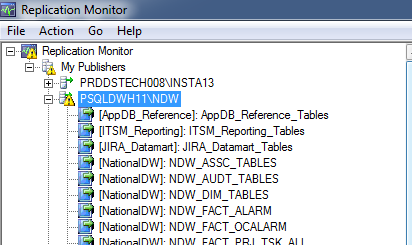 Replication Monitor
File Action Go Help
Replication Monitor
My Publishers
PRDDSTECH008\INSTA13
PSQLDWH11\NDW
[AppDB_Reference]: AppDB_Reference_Tables
[ITSM_Reporting]: ITSM_Reporting_Tables
[JIRA_Datamart]: JIRA_Datamart_Tables
[NationalDW]: NDW_ASSC_TABLES
[NationalDW]: NDW_AUDT_TABLES
[NationalDW]: NDW_DIM_TABLES
[NationalDW]: NDW_FACT_ALARM
[NationalDW]: NDW_FACT_OCALARM
[NationalDW]: NDW_FACT_PRJ_TSK_ALL